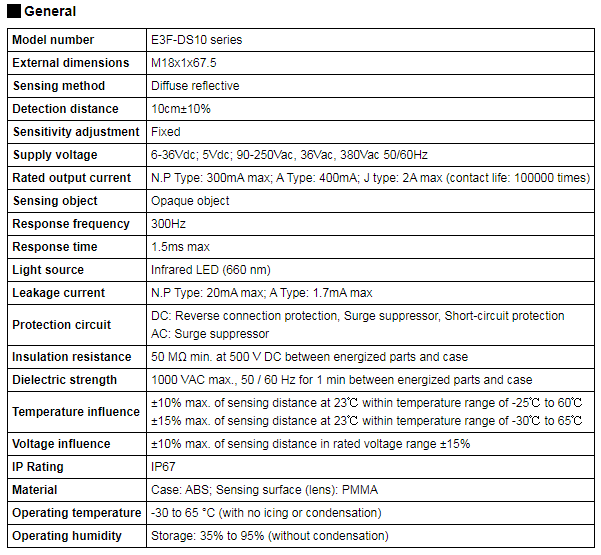 General
Model number E3F-DS10 series
External dimensions M18x1x67.5
Sensing method Diffuse reflective
Detection distance 10cm±10%
Sensitivity adjustment Fixed
Supply voltage 6-36Vdc; 5Vdc; 90-250Vac, 36Vac, 380Vac 50/60Hz
Rated output current N.P Type: 300mA max; A Type: 400mA; J type: 2A max (contact life: 100000 times)
Sensing object Opaque object
Response frequency 300Hz
Response time 1.5ms max
Light source Infrared LED (660 nm)
Leakage current N.P Type: 20mA max; A Type: 1.7mA max
Protection circuit DC: Reverse connection protection, Surge suppressor, Short-circuit protection
AC: Surge suppressor
Insulation resistance 50 MΩ min. at 500 V DC between energized parts and case
Dielectric strength 1000 VAC max., 50 / 60 Hz for 1 min between energized parts and case
Temperature influence ±10% max. of sensing distance at 23℃ within temperature range of -25℃ to 60℃
±15% max. of sensing distance at 23℃ within temperature range of -30℃ to 65℃
Voltage influence ±10% max. of sensing distance in rated voltage range ±15%
IP Rating IP67
Material Case: ABS; Sensing surface (lens): PMMA
Operating temperature -30 to 65 °C (with no icing or condensation)
Operating humidity Storage: 35% to 95% (without condensation)